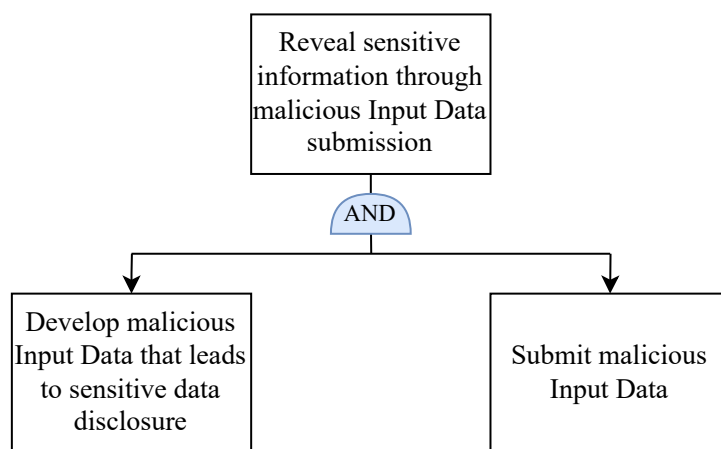 Reveal sensitive
information through
malicious Input Data
submission
AND
Develop malicious
Input Data that leads
to sensitive data
disclosure
Submit malicious
Input Data